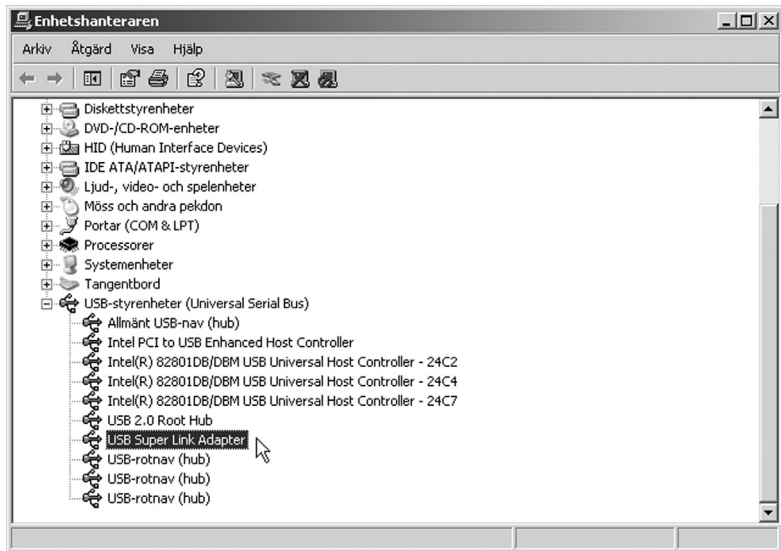 Enhetshanteraren
Arkiv Åtgärd Visa Hjälp
Diskettstyrenheter
DVD-/CD-ROM-enheter
HID (Human Interface Devices)
IDE ATA/ATAPI-styrenheter
Ljud-, video- och spelenheter
Möss och andra pekdon
Portar (COM & LPT)
Processorer
Systemenheter
Tangentbord
USB-styrenheter (Universal Serial Bus)
Allmänt USB-nav (hub)
Intel PCI to USB Enhanced Host Controller
Intel(R) 82801DB/DBM USB Universal Host Controller - 24C2
Intel(R) 82801DB/DBM USB Universal Host Controller - 24C4
Intel(R) 82801DB/DBM USB Universal Host Controller - 24C7
USB 2.0 Root Hub
USB Super Link Adapter
USB-rotnav (hub)
USB-rotnav (hub)
USB-rotnav (hub)